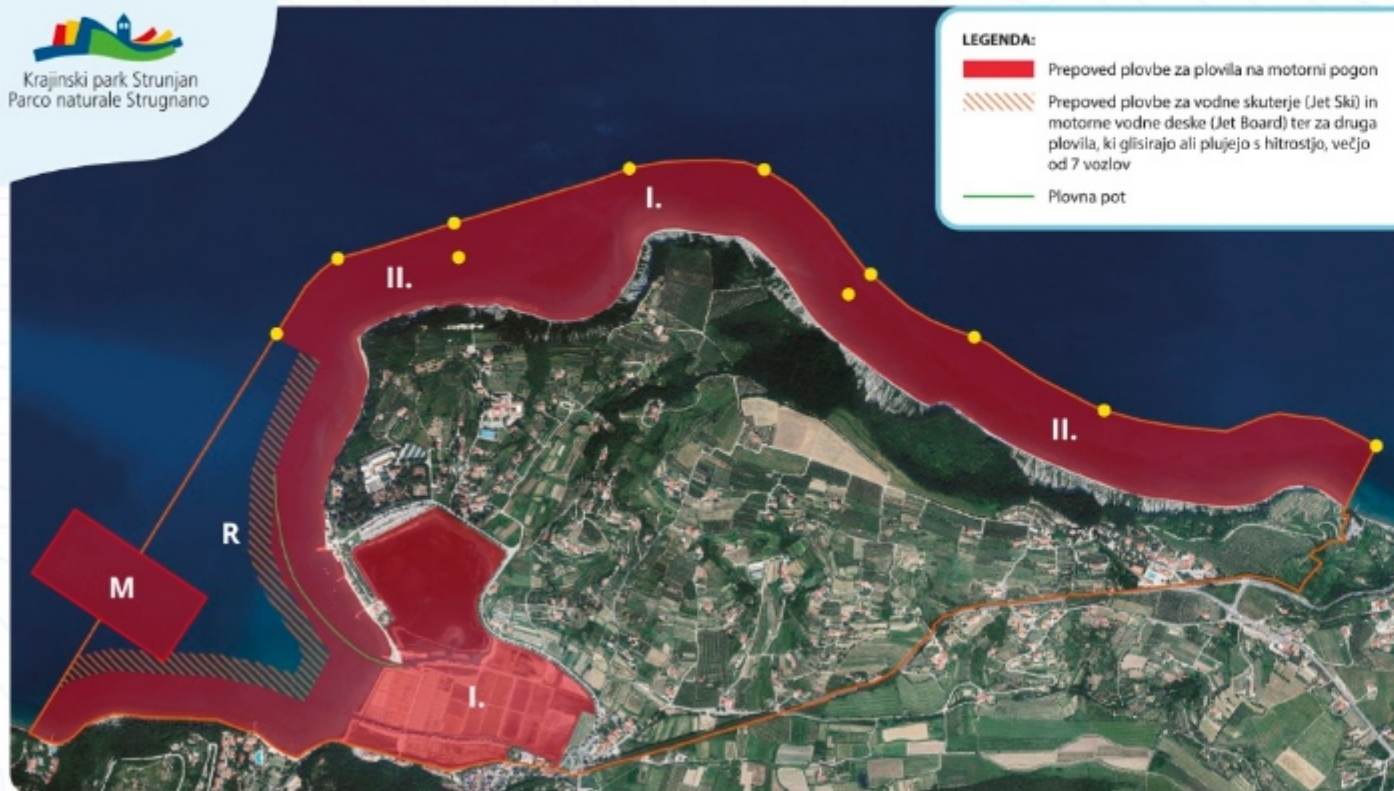 Krajinski park Strunjan
Parco naturale Strugnano
LEGENDA:
Prepoved plovbe za plovila na motorni pogon
Prepoved plovbe za vodne skuterje (Jet Ski) in
motorne vodne deske (Jet Board) ter za druga
plovila, ki glisirajo ali plujejo s hitrostjo, večjo
od 7 vozlov
Plovna pot
I.
II.
II.
R
M
I.